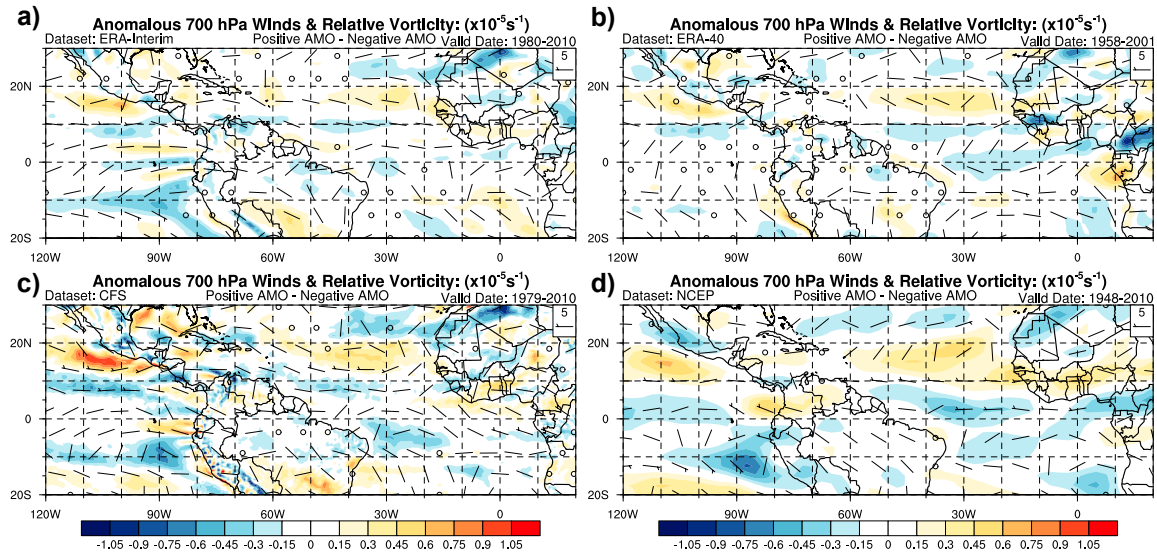 a)
Anomalous 700 hPa Winds & Relative Vorticity: (x10⁻⁵s⁻¹)
Dataset: ERA-Interim Positive AMO - Negative AMO Valid Date: 1980-2010
5
20N
10N
0
10S
20S
120W 90W 60W 30W 0
b)
Anomalous 700 hPa Winds & Relative Vorticity: (x10⁻⁵s⁻¹)
Dataset: ERA-40 Positive AMO - Negative AMO Valid Date: 1958-2001
5
20N
10N
0
10S
20S
120W 90W 60W 30W 0
c)
Anomalous 700 hPa Winds & Relative Vorticity: (x10⁻⁵s⁻¹)
Dataset: CFS Positive AMO - Negative AMO Valid Date: 1979-2010
5
20N
10N
0
10S
20S
120W 90W 60W 30W 0
-1.05 -0.9 -0.75 -0.6 -0.45 -0.3 -0.15 0 0.15 0.3 0.45 0.6 0.75 0.9 1.05
d)
Anomalous 700 hPa Winds & Relative Vorticity: (x10⁻⁵s⁻¹)
Dataset: NCEP Positive AMO - Negative AMO Valid Date: 1948-2010
5
20N
10N
0
10S
20S
120W 90W 60W 30W 0
-1.05 -0.9 -0.75 -0.6 -0.45 -0.3 -0.15 0 0.15 0.3 0.45 0.6 0.75 0.9 1.05